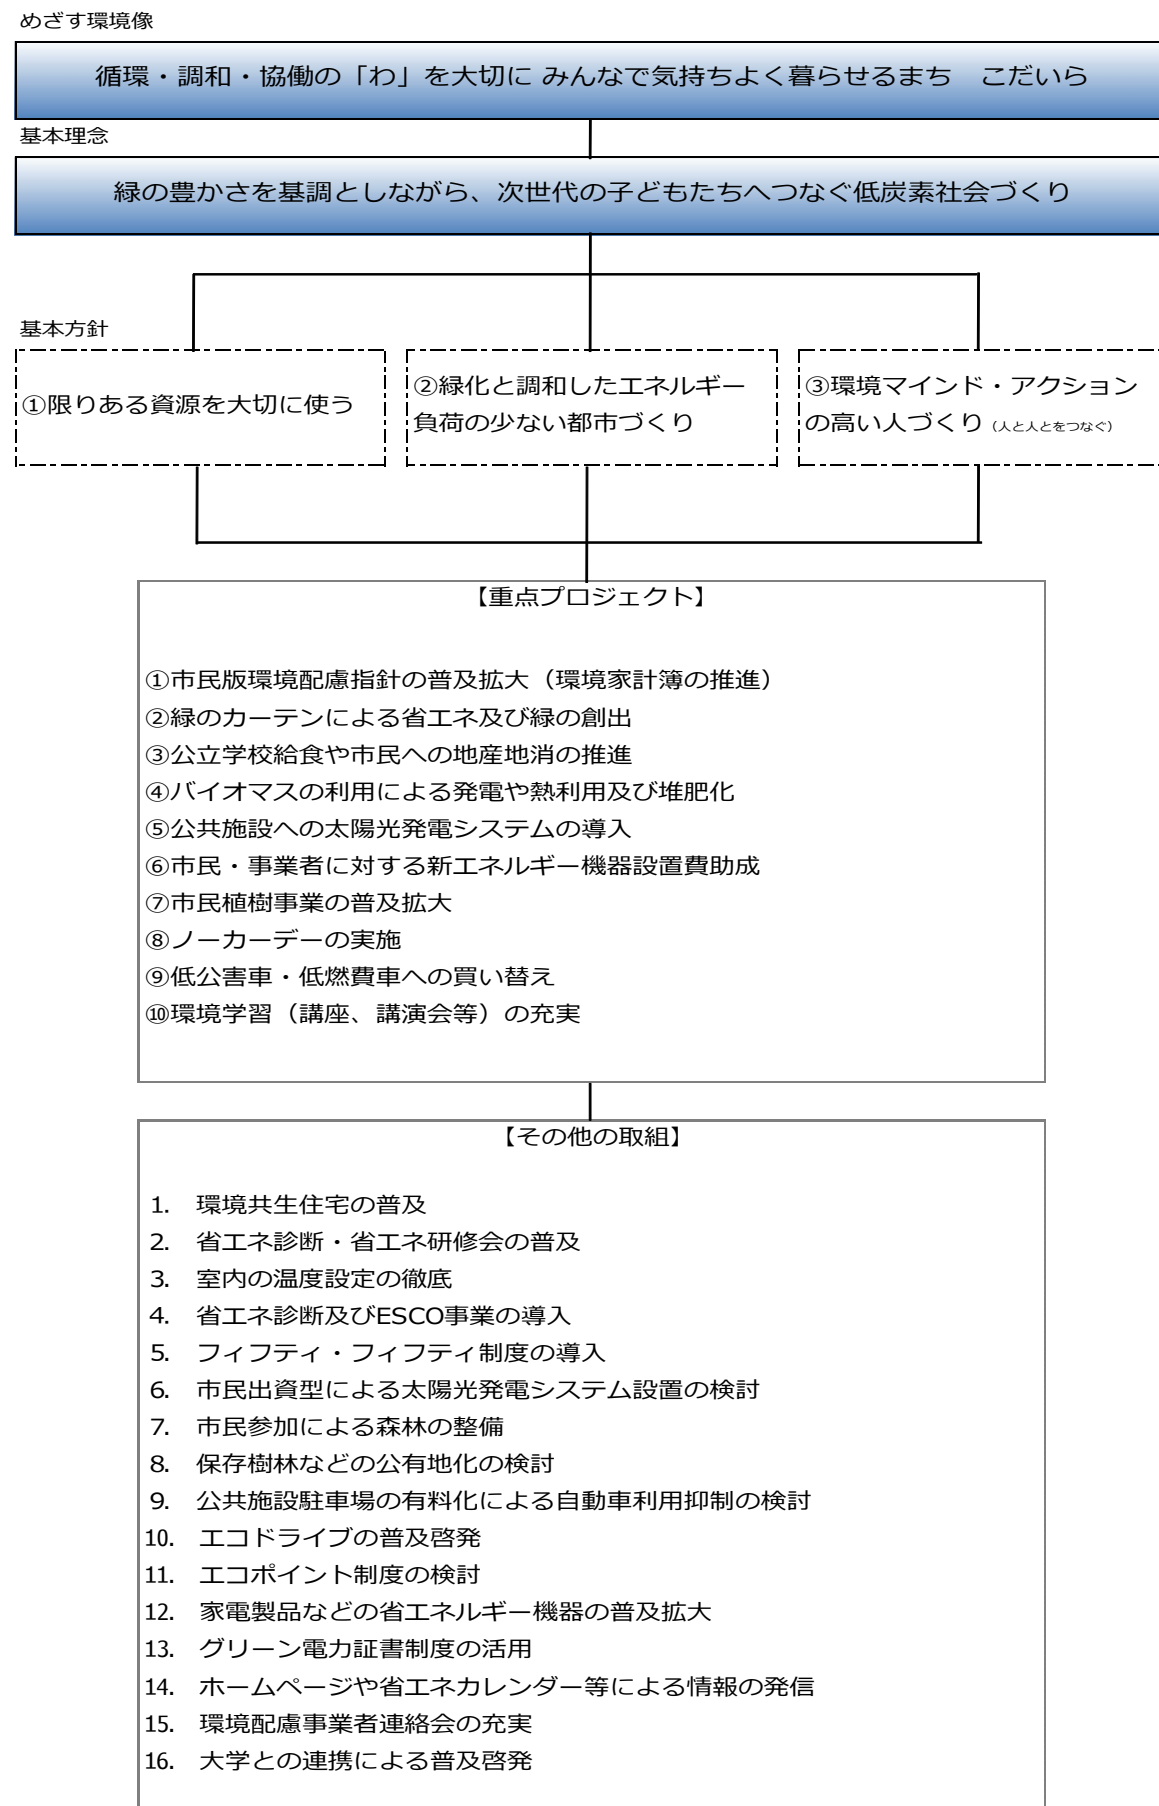 めざす環境像
循環・調和・協働の「わ」を大切に みんなで気持ちよく暮らせるまち　こだいら
基本理念
緑の豊かさを基調としながら、次世代の子どもたちへつなぐ低炭素社会づくり
基本方針
①限りある資源を大切に使う
②緑化と調和したエネルギー
負荷の少ない都市づくり
③環境マインド・アクション
の高い人づくり（人と人とをつなぐ）
【重点プロジェクト】
①市民版環境配慮指針の普及拡大（環境家計簿の推進）
②緑のカーテンによる省エネ及び緑の創出
③公立学校給食や市民への地産地消の推進
④バイオマスの利用による発電や熱利用及び堆肥化
⑤公共施設への太陽光発電システムの導入
⑥市民・事業者に対する新エネルギー機器設置費助成
⑦市民植樹事業の普及拡大
⑧ノーカーデーの実施
⑨低公害車・低燃費車への買い替え
⑩環境学習（講座、講演会等）の充実
【その他の取組】
1.　環境共生住宅の普及
2.　省エネ診断・省エネ研修会の普及
3.　室内の温度設定の徹底
4.　省エネ診断及びESCO事業の導入
5.　フィフティ・フィフティ制度の導入
6.　市民出資型による太陽光発電システム設置の検討
7.　市民参加による森林の整備
8.　保存樹林などの公有地化の検討
9.　公共施設駐車場の有料化による自動車利用抑制の検討
10.　エコドライブの普及啓発
11.　エコポイント制度の検討
12.　家電製品などの省エネルギー機器の普及拡大
13.　グリーン電力証書制度の活用
14.　ホームページや省エネカレンダー等による情報の発信
15.　環境配慮事業者連絡会の充実
16.　大学との連携による普及啓発